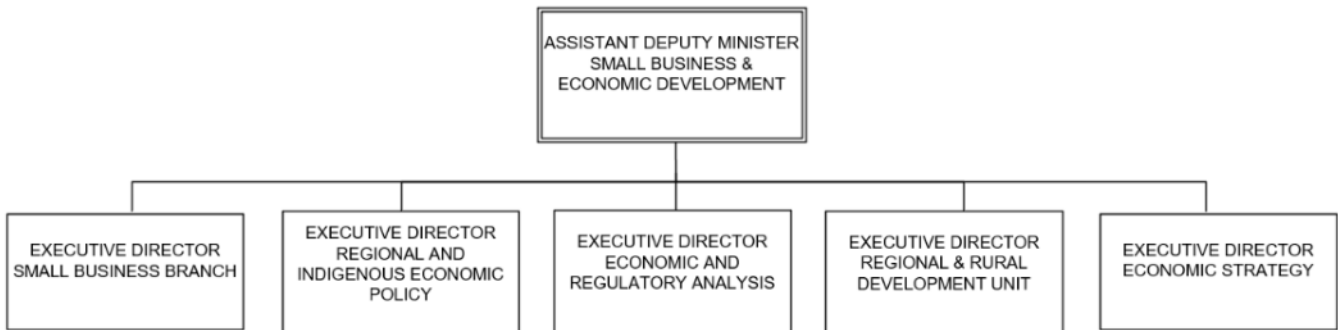 ASSISTANT DEPUTY MINISTER
SMALL BUSINESS &
ECONOMIC DEVELOPMENT
EXECUTIVE DIRECTOR
SMALL BUSINESS BRANCH
EXECUTIVE DIRECTOR
REGIONAL AND
INDIGENOUS ECONOMIC
POLICY
EXECUTIVE DIRECTOR
ECONOMIC AND
REGULATORY ANALYSIS
EXECUTIVE DIRECTOR
REGIONAL & RURAL
DEVELOPMENT UNIT
EXECUTIVE DIRECTOR
ECONOMIC STRATEGY